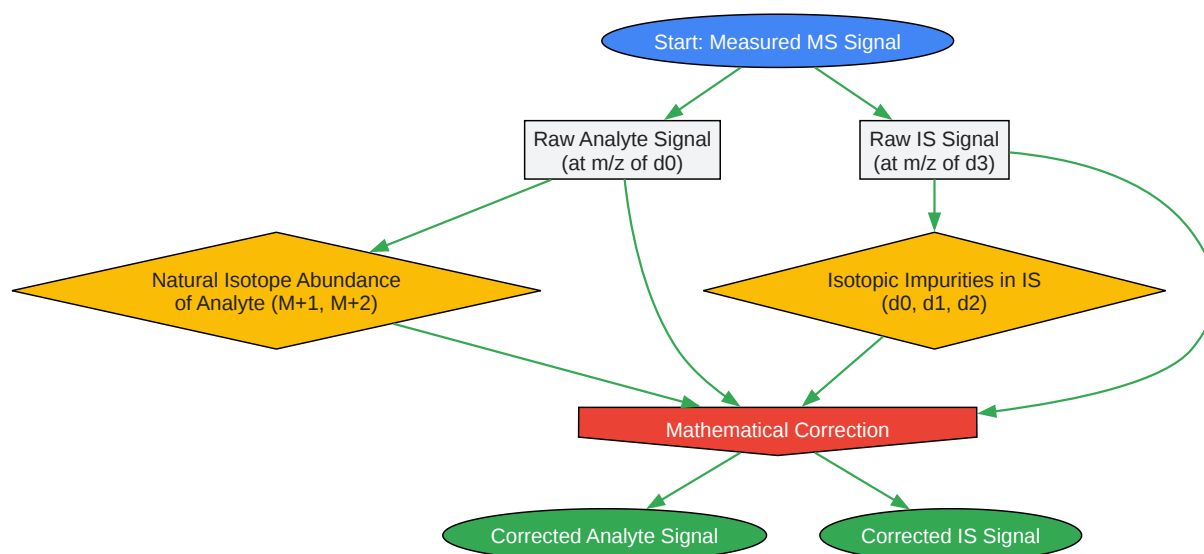 Start: Measured MS Signal
Raw Analyte Signal
(at m/z of d0)
Raw IS Signal
(at m/z of d3)
Natural Isotope Abundance
of Analyte (M+1, M+2)
Isotopic Impurities in IS
(d0, d1, d2)
Mathematical Correction
Corrected Analyte Signal
Corrected IS Signal